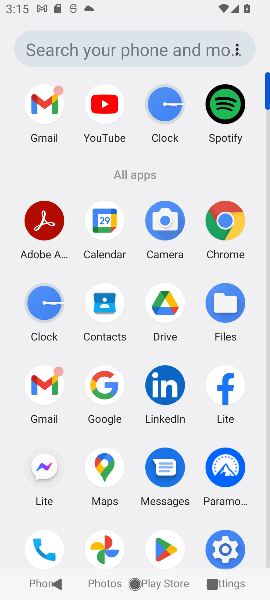 3:15
Search your phone and mo...
Gmail YouTube Clock Spotify
All apps
Adobe A... Calendar Camera Chrome
29
Clock Contacts Drive Files
Gmail Google LinkedIn Lite
Lite Maps Messages Paramo...
Phone Photos Play Store Settings